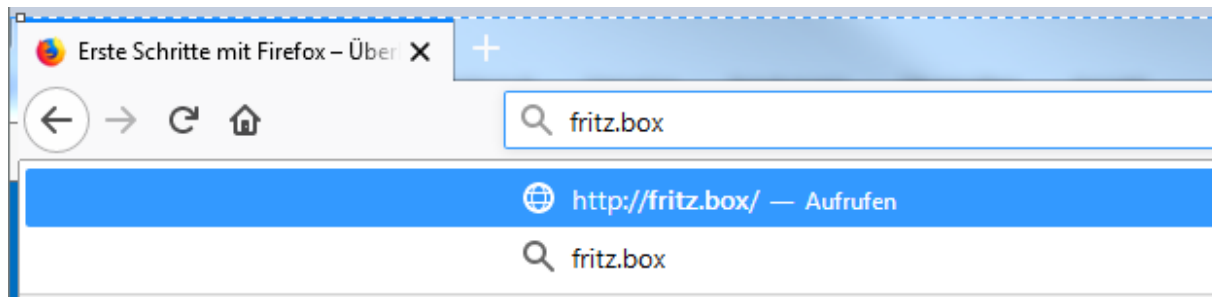 Erste Schritte mit Firefox – Über
fritz.box
http://fritz.box/ — Aufrufen
fritz.box